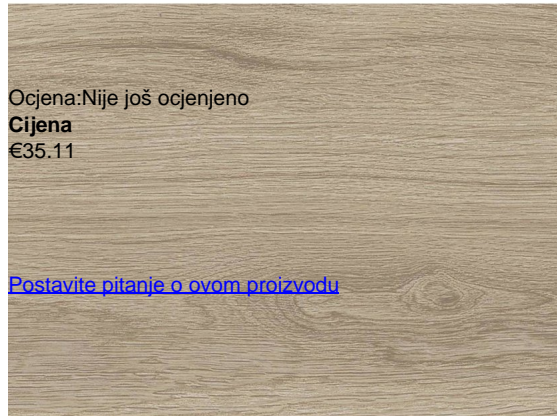 Ocjena:Nije još ocjenjeno
Cijena
€35.11
Postavite pitanje o ovom proizvodu